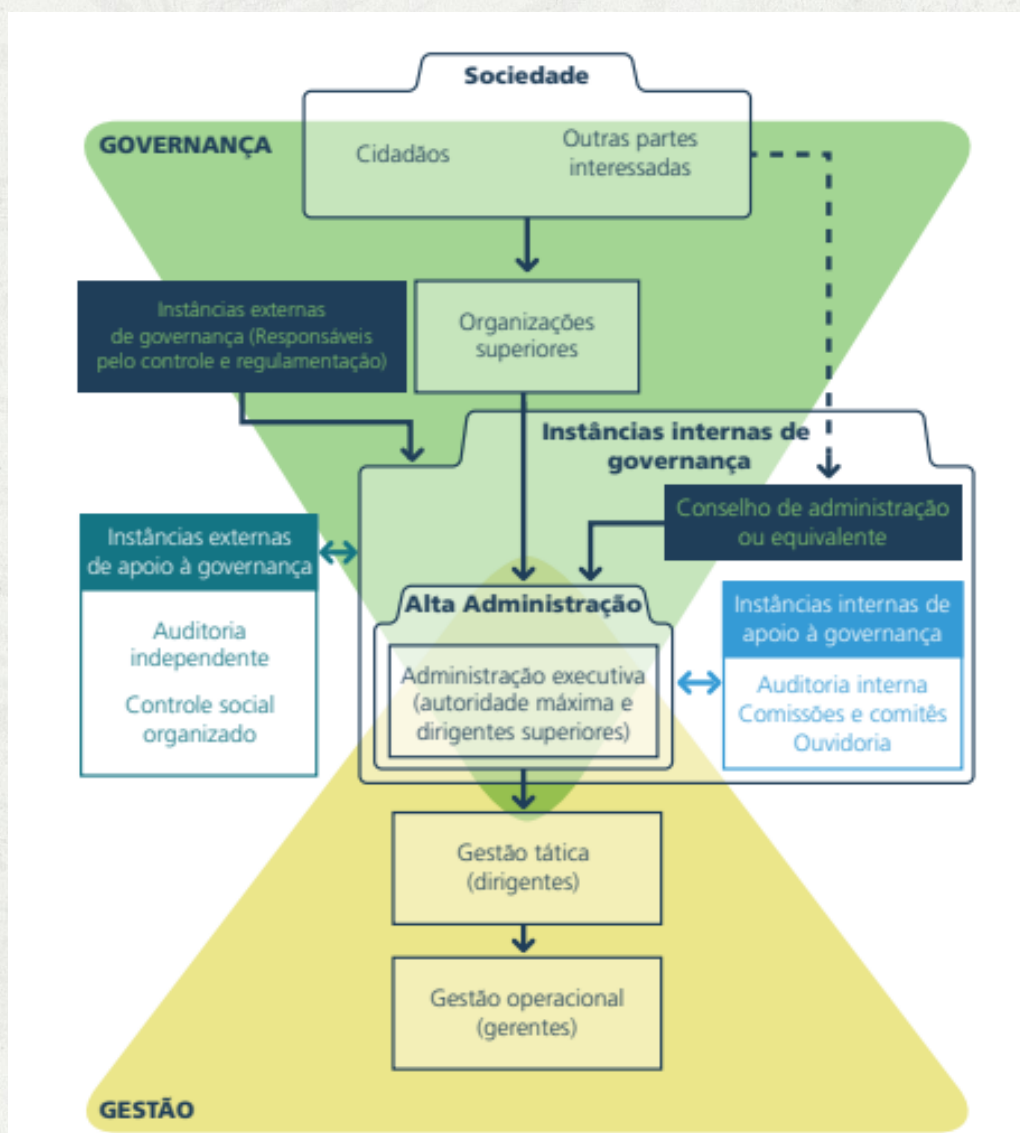 Sociedade
GOVERNANÇA
Cidadãos
Outras partes
interessadas
Instâncias externas
de governança (Responsáveis
pelo controle e regulamentação)
Organizações
superiores
Instâncias internas de
governança
Conselho de administração
ou equivalente
Instâncias externas
de apoio à governança
Auditoria
independente
Controle social
organizado
Alta Administração
Administração executiva
(autoridade máxima e
dirigentes superiores)
Instâncias internas de
apoio à governança
Auditoria interna
Comissões e comitês
Ouvidoria
Gestão tática
(dirigentes)
Gestão operacional
(gerentes)
GESTÃO